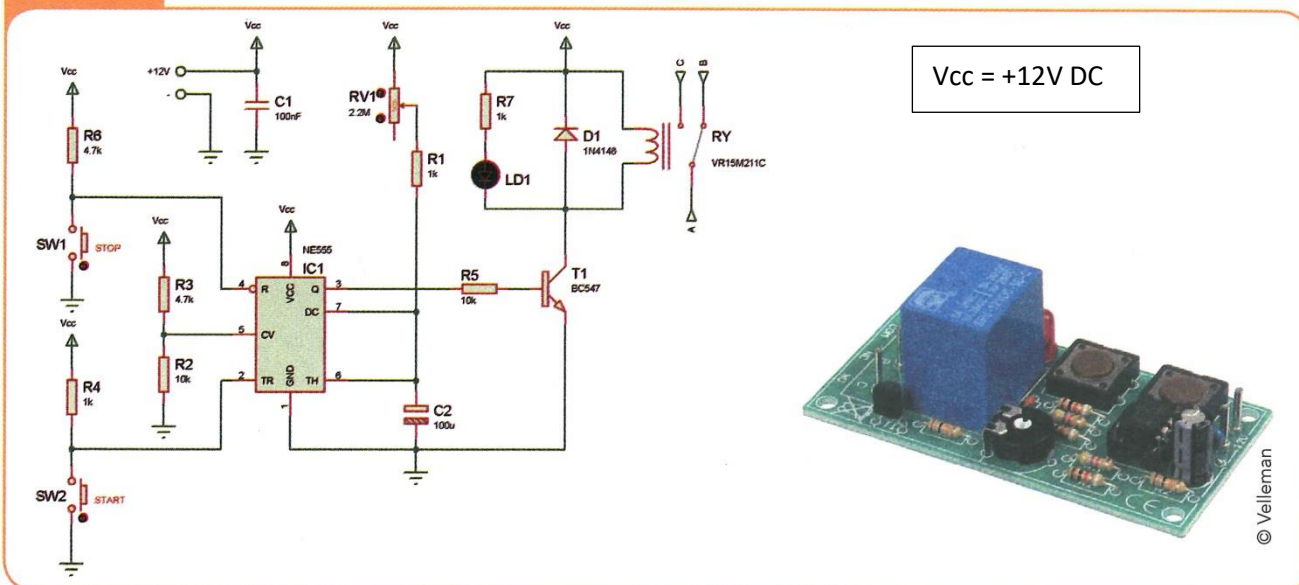 Vcc
Vcc
Vcc
Vcc = +12V DC
Vcc
+12V
-
C1
100nF
RV1
2.2M
R7
1k
D1
1N4148
C
B
RY
VR15M211C
A
R6
4.7k
R1
1k
LD1
SW1
STOP
Vcc
Vcc
NE555
IC1
R3
4.7k
4
R
8
VCC
Q
3
R5
10k
T1
BC547
DC
7
5
CV
Vcc
R2
10k
2
TR
GND
1
TH
6
R4
1k
C2
100u
SW2
START
CE
© Velleman